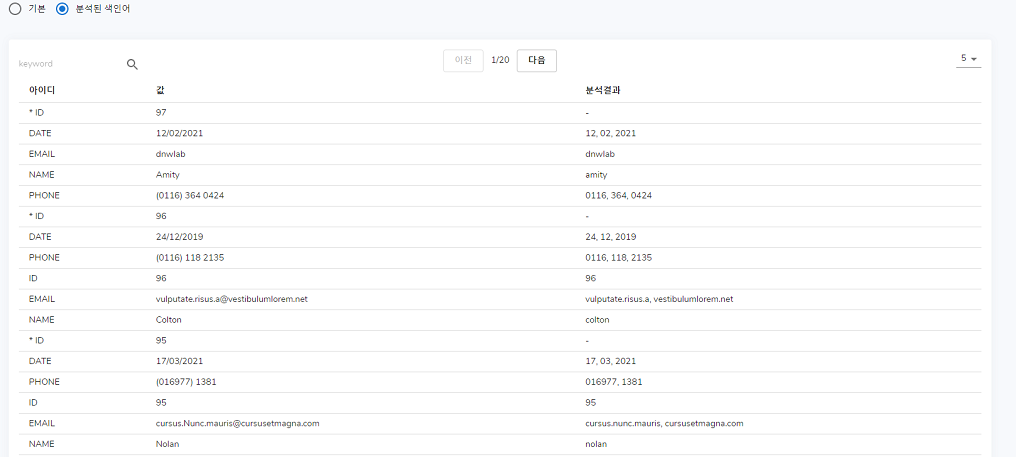 기본 분석된 색인어
keyword 이전 1/20 다음 5
아이디 값 분석결과
* ID 97 -
DATE 12/02/2021 12, 02, 2021
EMAIL dnwlab dnwlab
NAME Amity amity
PHONE (0116) 364 0424 0116, 364, 0424
* ID 96 -
DATE 24/12/2019 24, 12, 2019
PHONE (0116) 118 2135 0116, 118, 2135
ID 96 96
EMAIL vulputate.risus.a@vestibulumlorem.net vulputate.risus.a, vestibulumlorem.net
NAME Colton colton
* ID 95 -
DATE 17/03/2021 17, 03, 2021
PHONE (016977) 1381 016977, 1381
ID 95 95
EMAIL cursus.Nunc.mauris@cursusetmagna.com cursus.nunc.mauris, cursusetmagna.com
NAME Nolan nolan